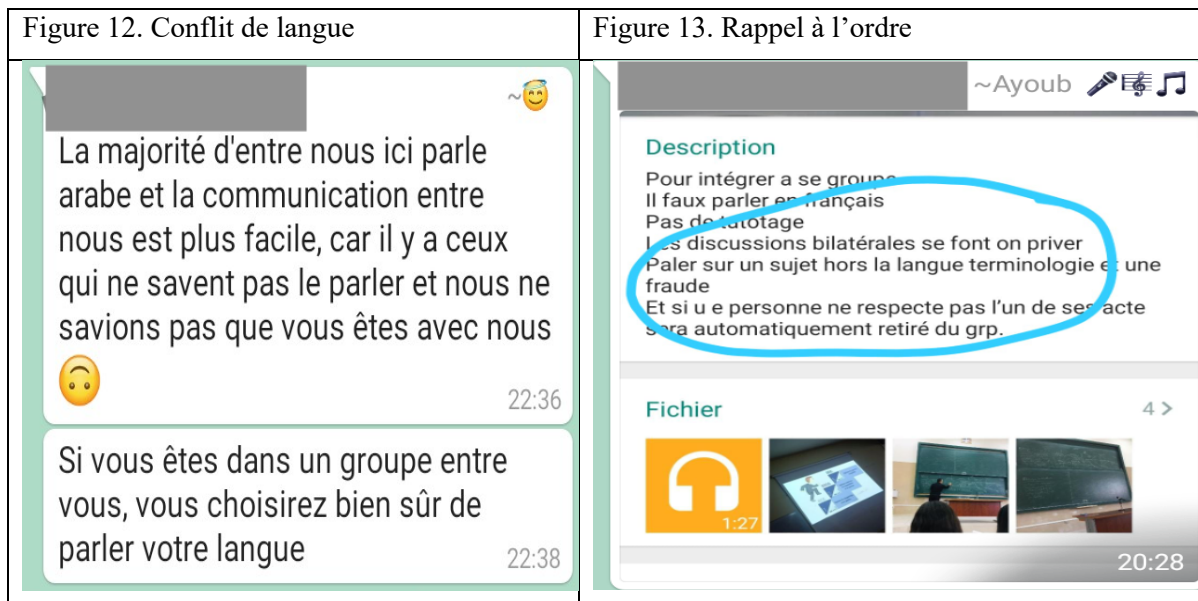 Figure 12. Conflit de langue
Figure 13. Rappel à l’ordre
~😇
La majorité d'entre nous ici parle
arabe et la communication entre
nous est plus facile, car il y a ceux
qui ne savent pas le parler et nous ne
savions pas que vous êtes avec nous
🙃
22:36
Si vous êtes dans un groupe entre
vous, vous choisirez bien sûr de
parler votre langue
22:38
~Ayoub 🎤🎼🎵
Description
Pour intégrer a se groupe
Il faux parler en français
Pas de tutotage
Les discussions bilatérales se font on priver
Paler sur un sujet hors la langue terminologie et une
fraude
Et si u e personne ne respecte pas l’un de ses acte
sera automatiquement retiré du grp.
Fichier
4 >
1:27
20:28